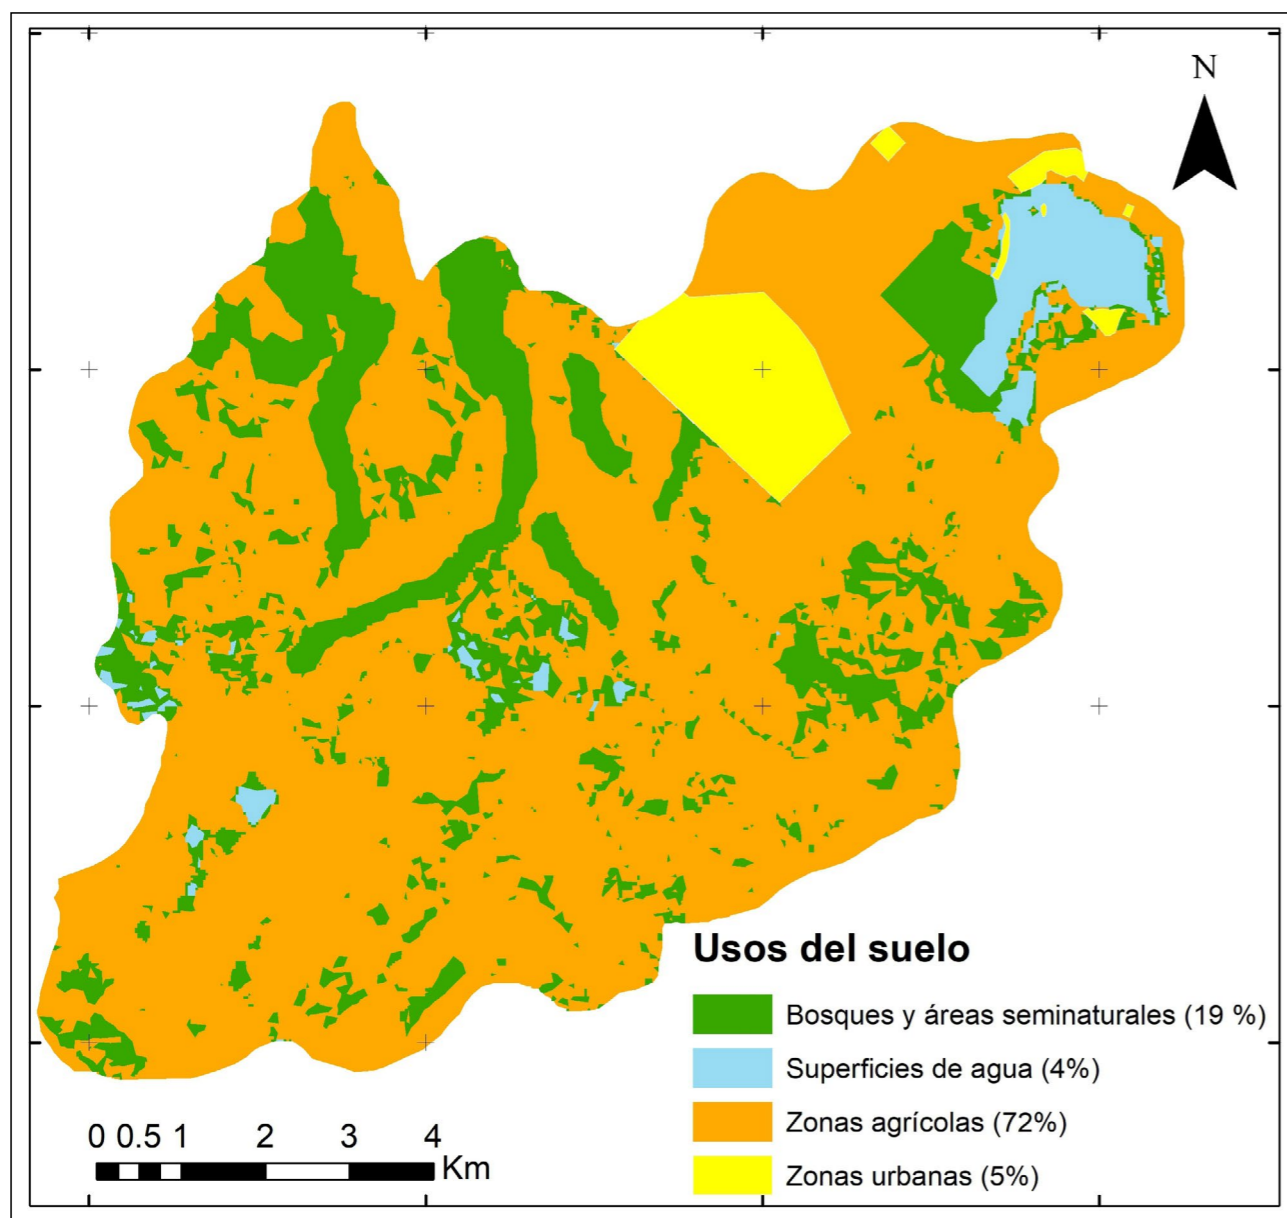 N
Usos del suelo
Bosques y áreas seminaturales (19 %)
Superficies de agua (4%)
Zonas agrícolas (72%)
Zonas urbanas (5%)
0 0.5 1 2 3 4
Km